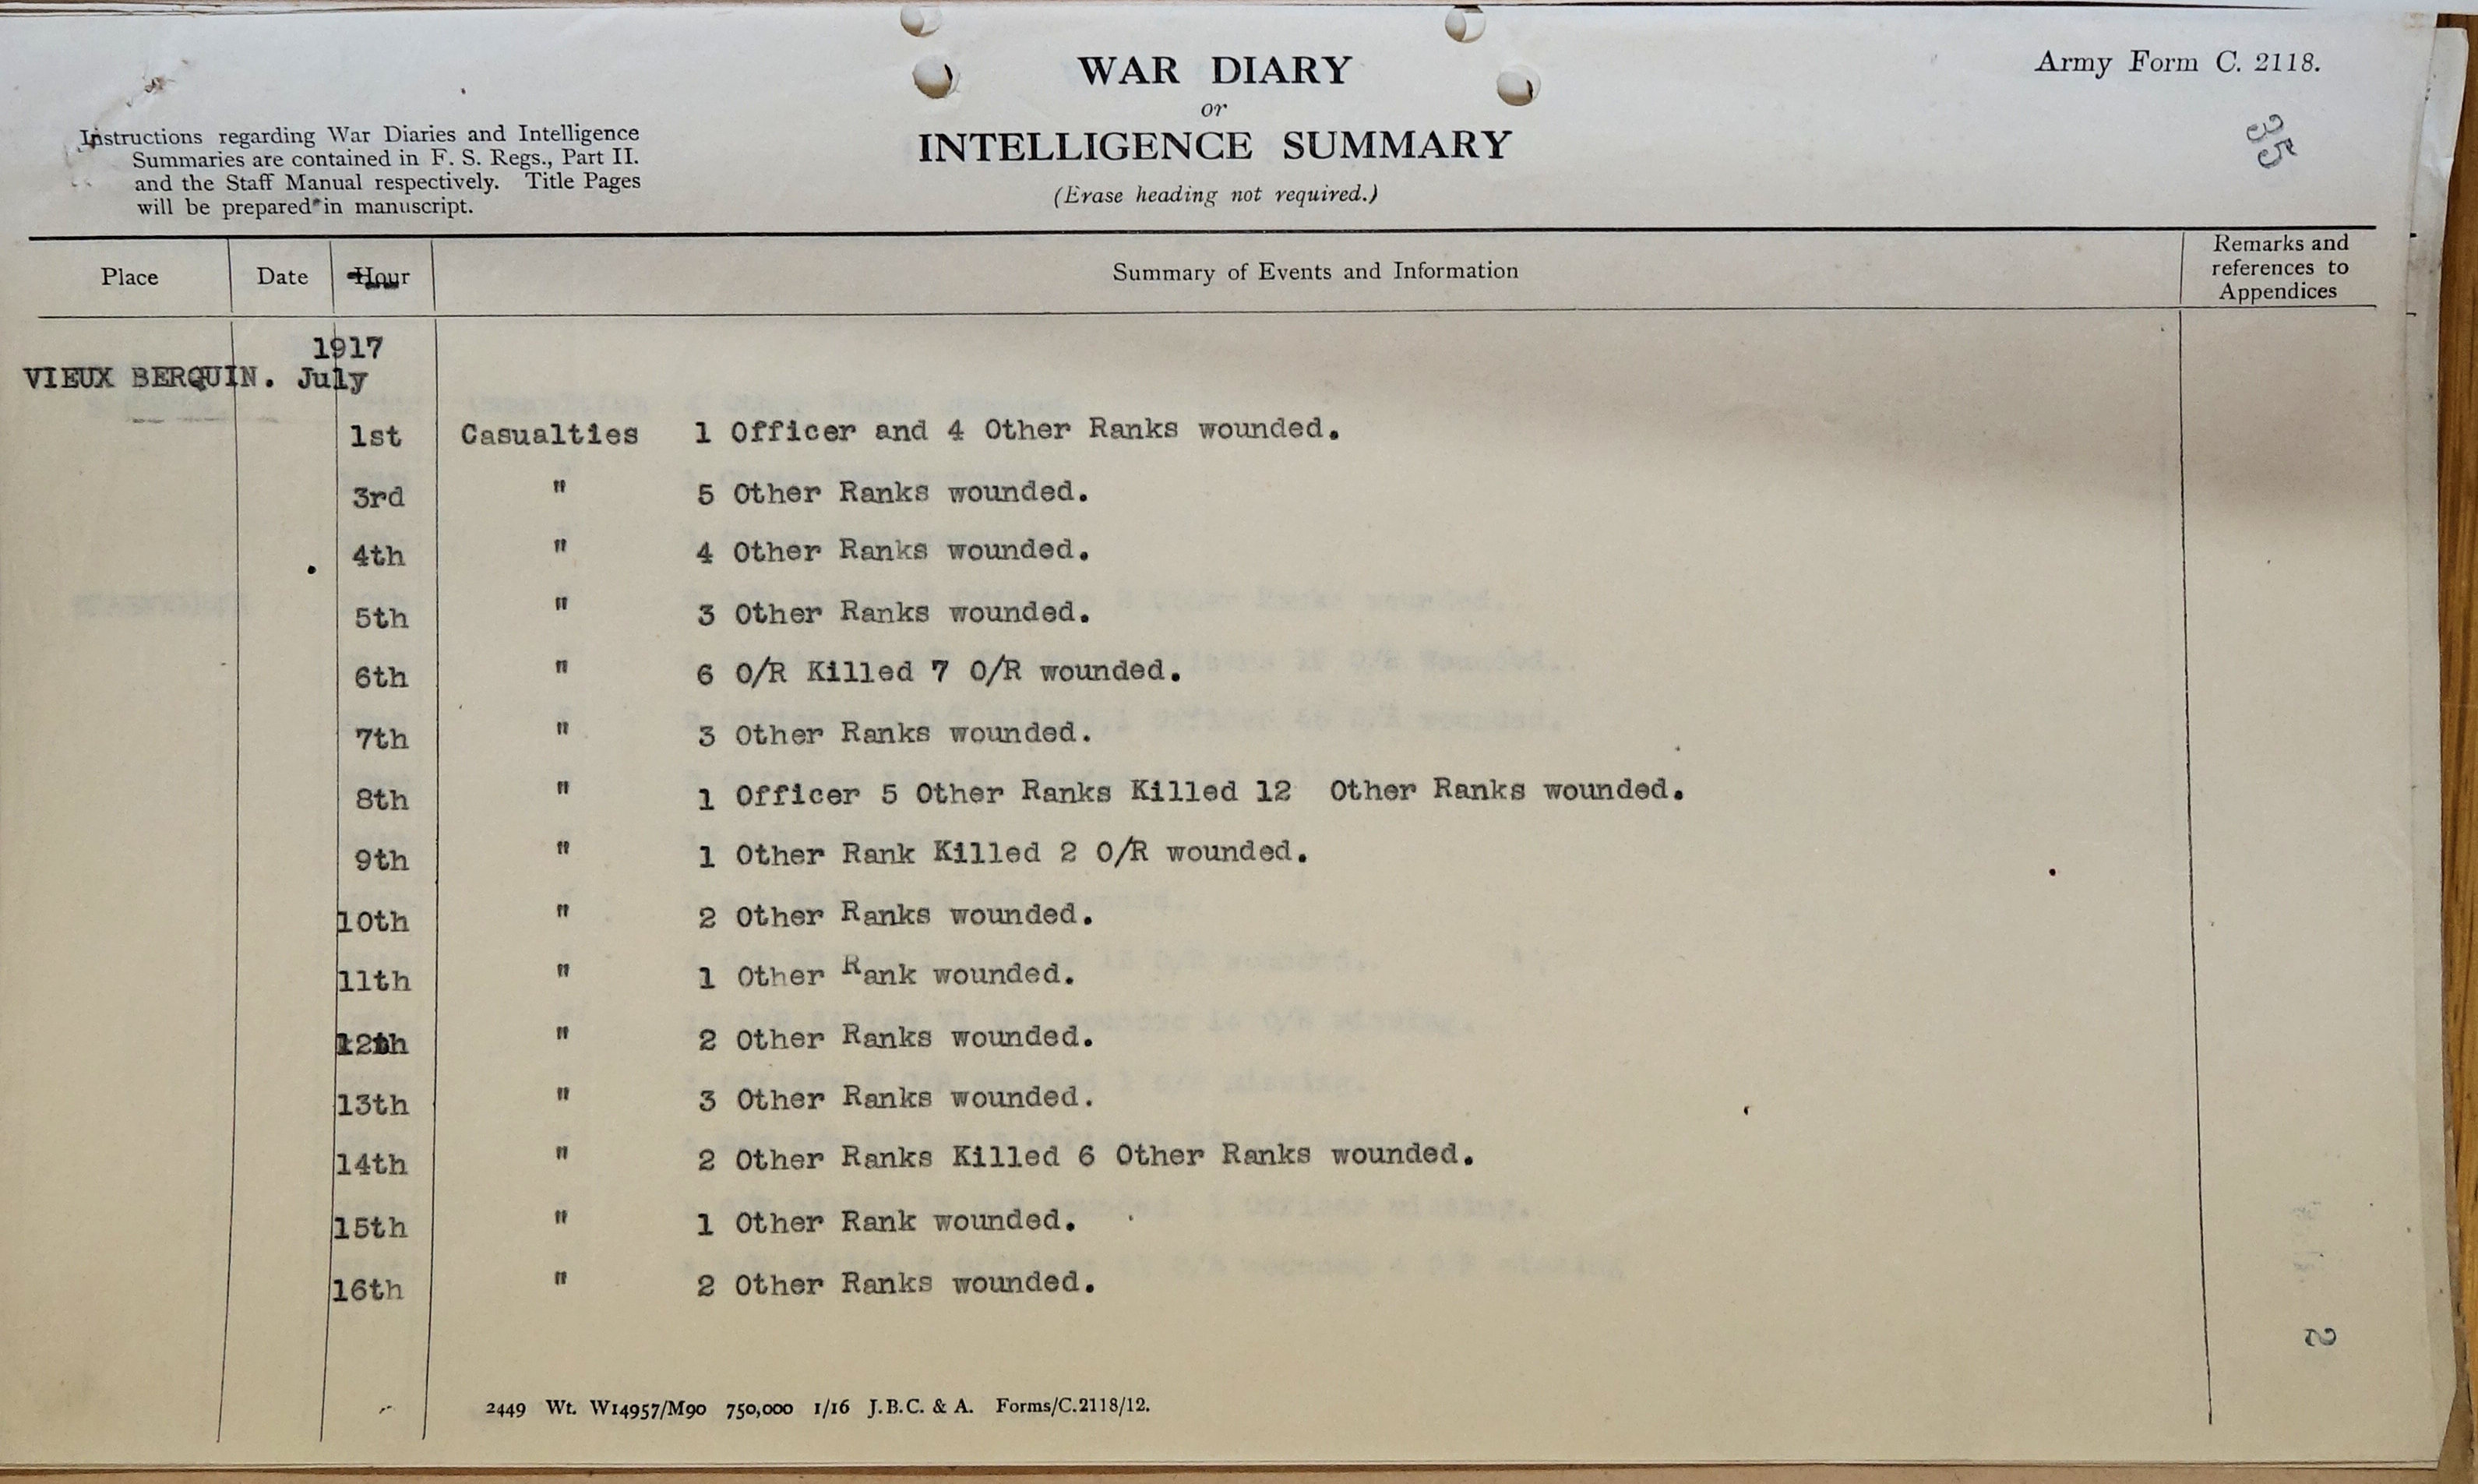 WAR DIARY
or
INTELLIGENCE SUMMARY
(Erase heading not required.)
Army Form C. 2118.
35
Instructions regarding War Diaries and Intelligence
Summaries are contained in F. S. Regs., Part II.
and the Staff Manual respectively. Title Pages
will be prepared in manuscript.
Place Date Hour Summary of Events and Information Remarks and references to Appendices
1917
VIEUX BERQUIN. July
1st Casualties 1 Officer and 4 Other Ranks wounded.
3rd " 5 Other Ranks wounded.
4th " 4 Other Ranks wounded.
5th " 3 Other Ranks wounded.
6th " 6 O/R Killed 7 O/R wounded.
7th " 3 Other Ranks wounded.
8th " 1 Officer 5 Other Ranks Killed 12 Other Ranks wounded.
9th " 1 Other Rank Killed 2 O/R wounded.
10th " 2 Other Ranks wounded.
11th " 1 Other Rank wounded.
12th " 2 Other Ranks wounded.
13th " 3 Other Ranks wounded.
14th " 2 Other Ranks Killed 6 Other Ranks wounded.
15th " 1 Other Rank wounded.
16th " 2 Other Ranks wounded.
2
2449 Wt. W14957/M90 750,000 1/16 J.B.C. & A. Forms/C.2118/12.